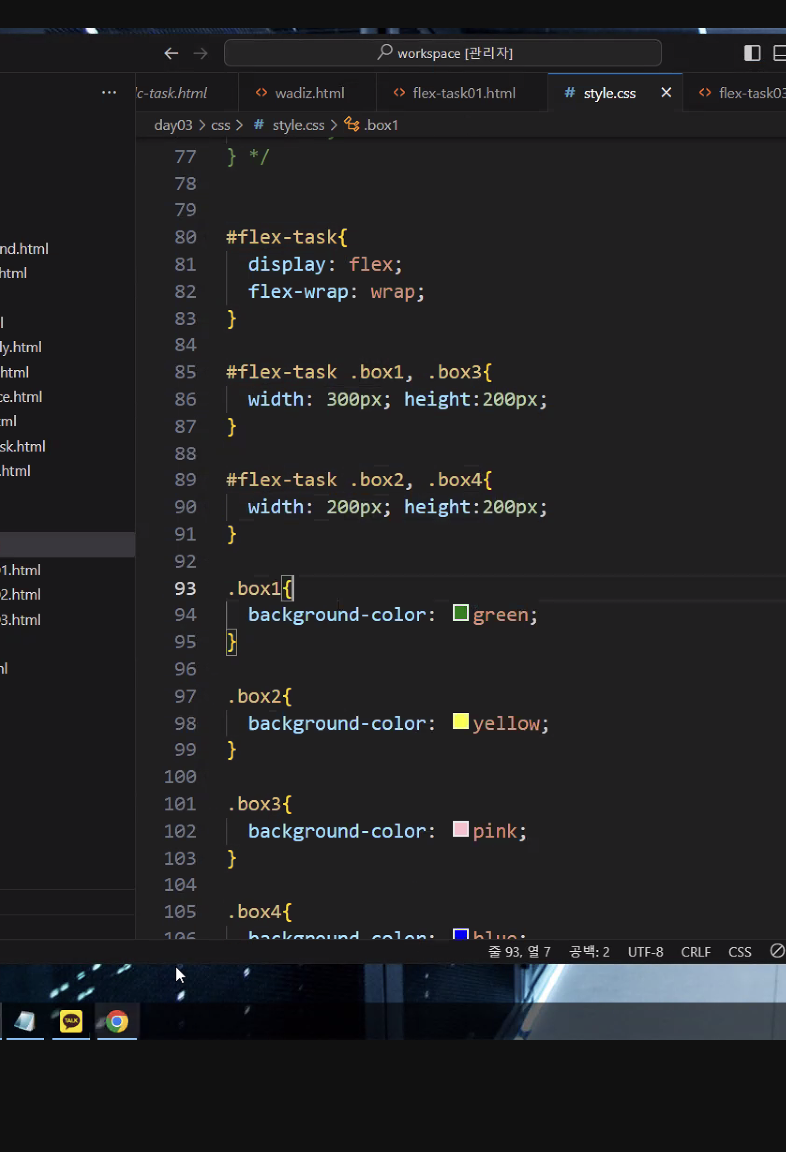 workspace [관리자]
lc-task.html
wadiz.html
flex-task01.html
# style.css
flex-task03
day03 > css > # style.css > .box1
nd.html
html
l
ly.html
html
ce.html
ml
sk.html
.html
1.html
2.html
3.html
ml
77 } */
78
79
80 #flex-task{
81 display: flex;
82 flex-wrap: wrap;
83 }
84
85 #flex-task .box1, .box3{
86 width: 300px; height:200px;
87 }
88
89 #flex-task .box2, .box4{
90 width: 200px; height:200px;
91 }
92
93 .box1{
94 background-color: green;
95 }
96
97 .box2{
98 background-color: yellow;
99 }
100
101 .box3{
102 background-color: pink;
103 }
104
105 .box4{
106 background-color: blue;
줄 93, 열 7 공백: 2 UTF-8 CRLF CSS
TALK